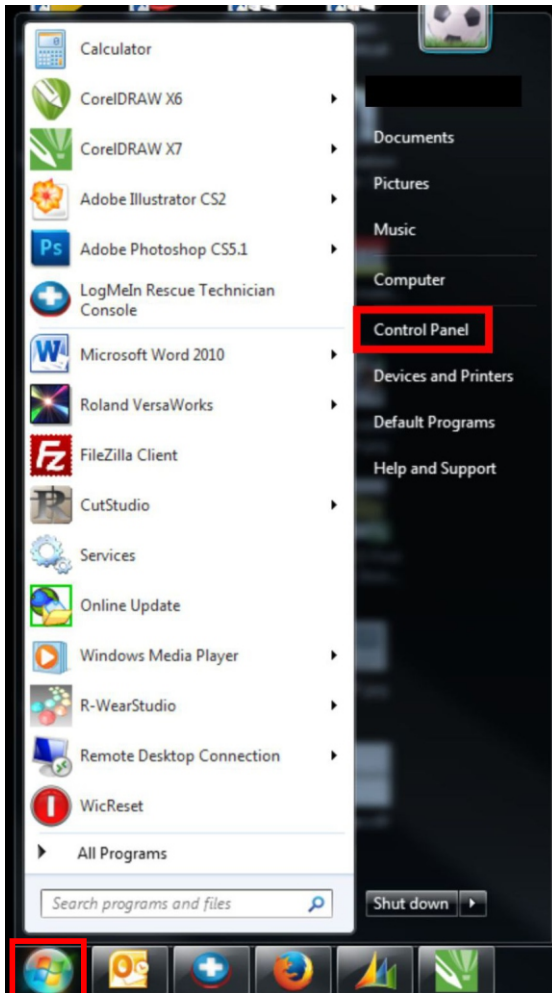 Calculator
CorelDRAW X6
CorelDRAW X7
Adobe Illustrator CS2
Ps
Adobe Photoshop CS5.1
LogMeIn Rescue Technician
Console
W
Microsoft Word 2010
Roland VersaWorks
Fz
FileZilla Client
R
CutStudio
Services
Online Update
Windows Media Player
R-WearStudio
Remote Desktop Connection
WicReset
All Programs
Search programs and files
Documents
Pictures
Music
Computer
Control Panel
Devices and Printers
Default Programs
Help and Support
Shut down